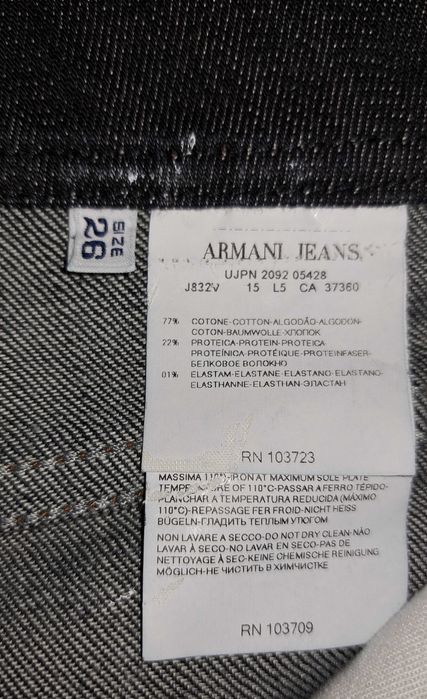 SIZE
26
ARMANI JEANS
UJPN 2092 05428
J832V 15 L5 CA 37360
77% COTONE-COTTON-ALGODÃO-ALGODON-
COTON-BAUMWOLLE-ХЛОПОК
22% PROTEICA-PROTEIN-PROTEICA
PROTEÍNICA-PROTÉIQUE-PROTEINFASER-
БЕЛКОВОЕ ВОЛОКНО
01% ELASTAM-ELASTANE-ELASTANO-ELASTANO-
ELASTHANNE-ELASTHAN-ЭЛАСТАН
RN 103723
MASSIMA 110°C-IRON AT MAXIMUM SOLE PLATE
OF 110°C-PASSAR A FERRO TÉPIDO-
PLANCHAR A TEMPERATURA REDUCIDA (MÁXIMO
110°C)-REPASSAGE FER FROID-NICHT HEISS
BÜGELN-ГЛАДИТЬ ТЕПЛЫМ УТЮГОМ
NON LAVARE A SECCO-DO NOT DRY CLEAN-NÃO
LAVAR À SECO-NO LAVAR EN SECO-PAS DE
NETTOYAGE À SEC-KEINE CHEMISCHE REINIGUNG
MÖGLICH-НЕ ЧИСТИТЬ В ХИМЧИСТКЕ
RN 103709